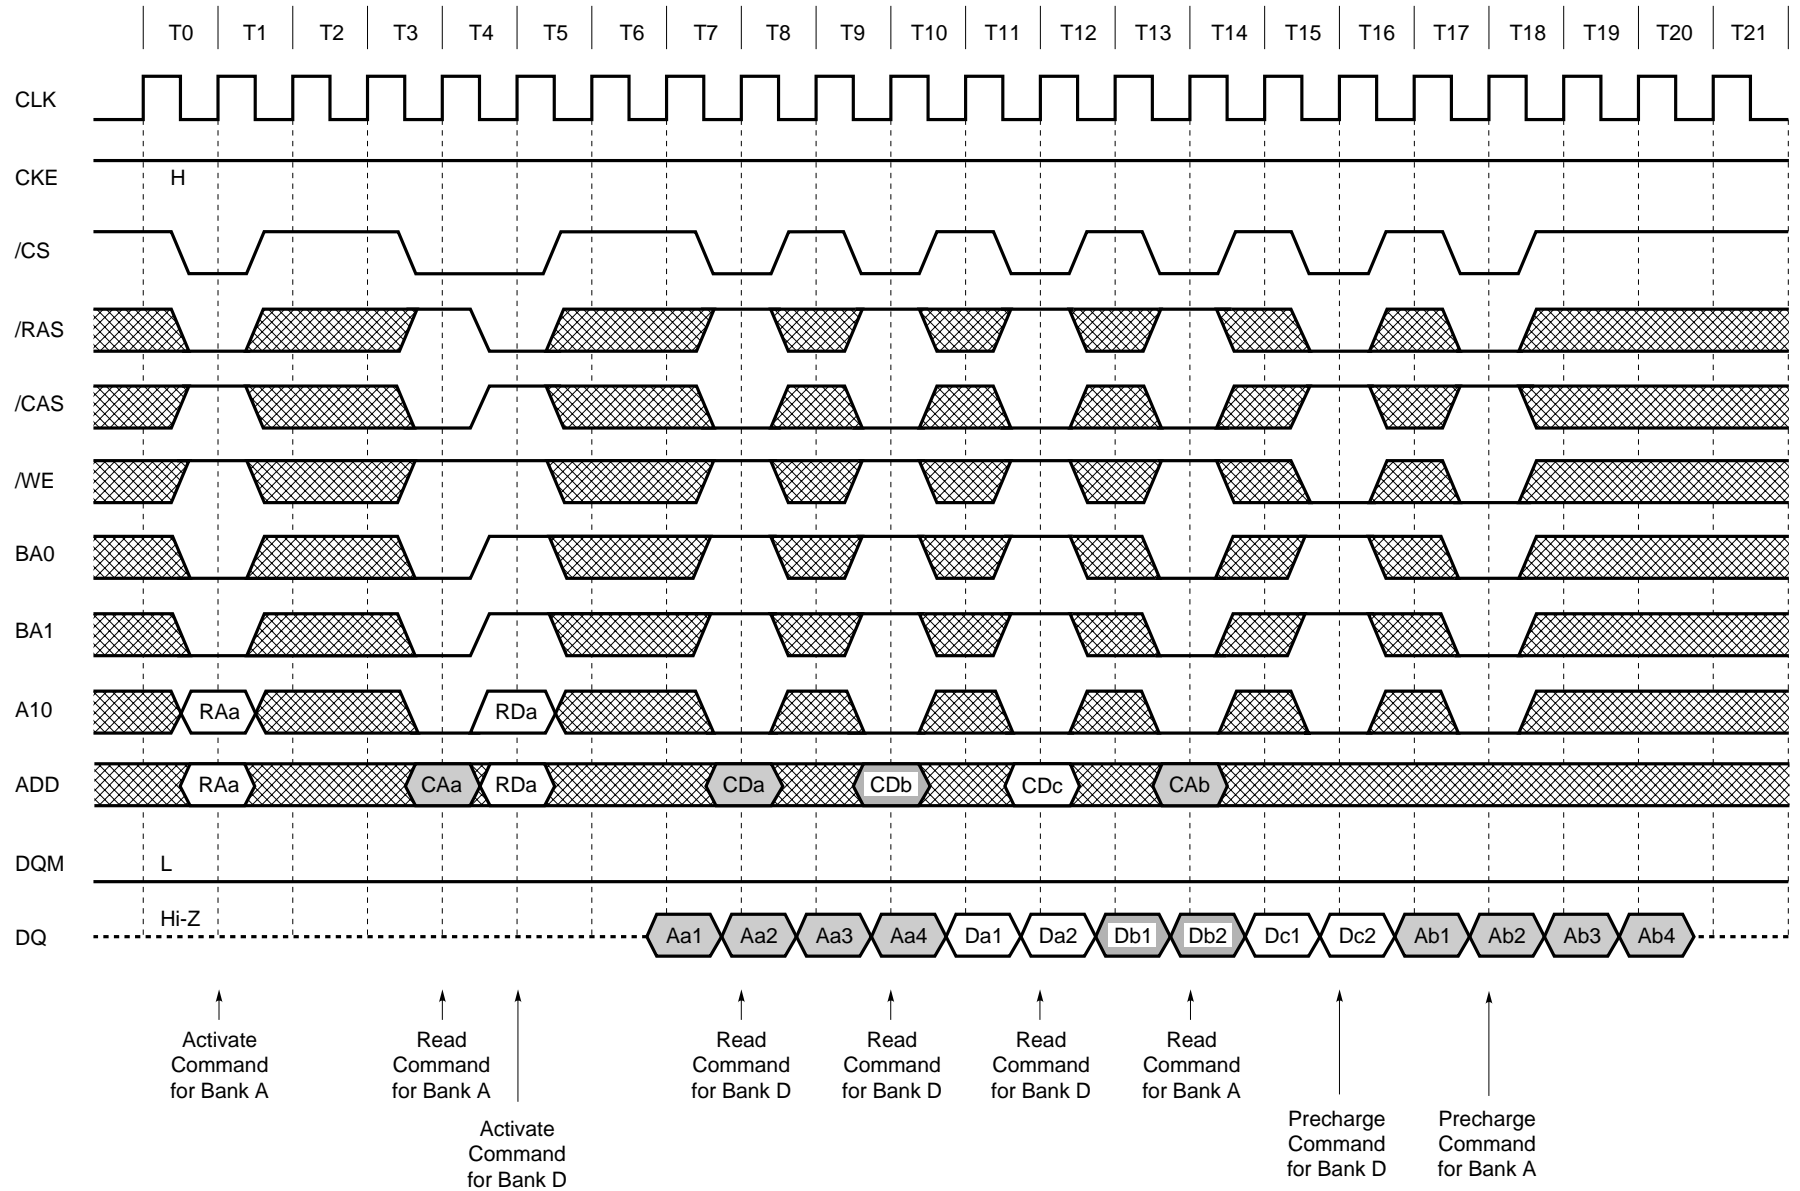 T0 T1 T2 T3 T4 T5 T6 T7 T8 T9 T10 T11 T12 T13 T14 T15 T16 T17 T18 T19 T20 T21
CLK
CKE H
/CS
/RAS
/CAS
/WE
BA0
BA1
A10 RAa RDa
ADD RAa CAa RDa CDa CDb CDc CAb
DQM L
DQ Hi-Z Aa1 Aa2 Aa3 Aa4 Da1 Da2 Db1 Db2 Dc1 Dc2 Ab1 Ab2 Ab3 Ab4
Activate
Command
for Bank A
Read
Command
for Bank A
Activate
Command
for Bank D
Read
Command
for Bank D
Read
Command
for Bank D
Read
Command
for Bank D
Read
Command
for Bank A
Precharge
Command
for Bank D
Precharge
Command
for Bank A